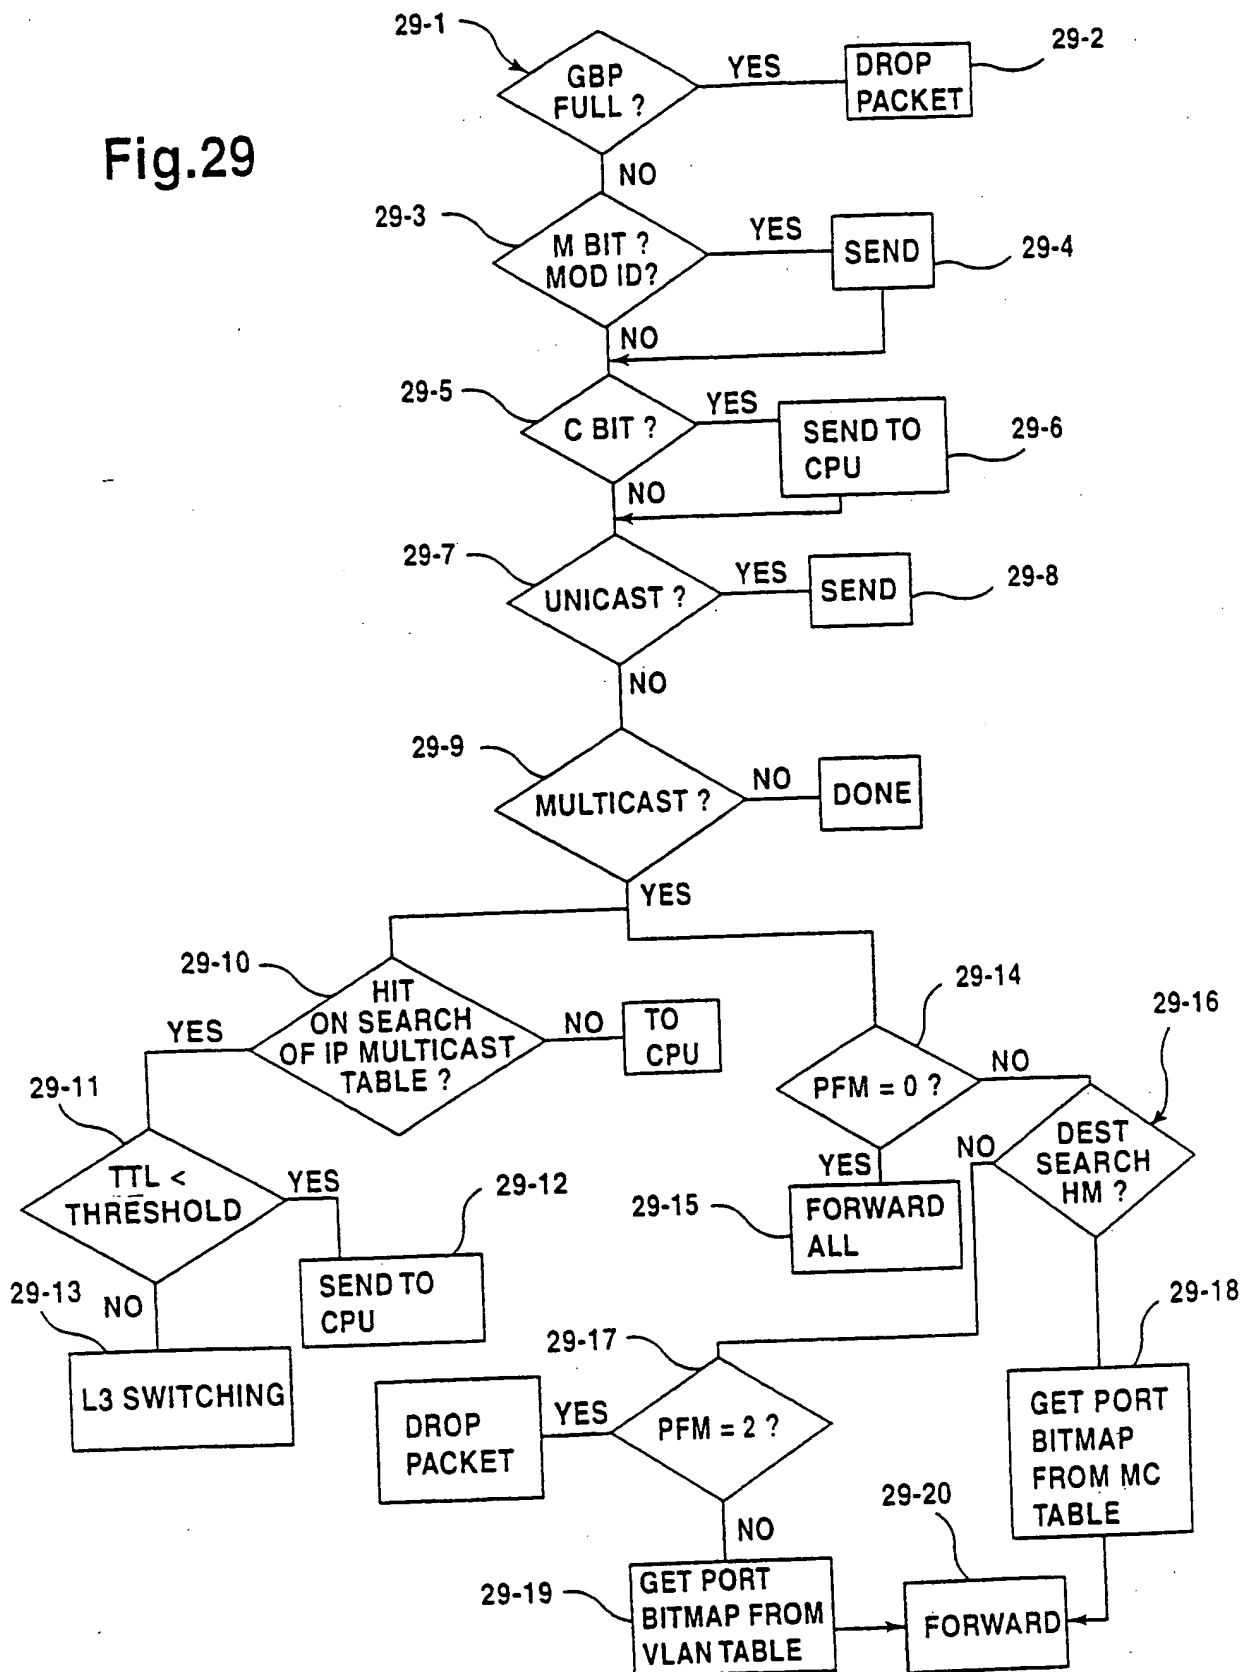 Fig.29
29-1
GBP
FULL ?
YES
DROP
PACKET
29-2
NO
29-3
M BIT ?
MOD ID?
YES
SEND
29-4
NO
29-5
C BIT ?
YES
SEND TO
CPU
29-6
NO
29-7
UNICAST ?
YES
SEND
29-8
NO
29-9
MULTICAST ?
NO
DONE
YES
29-10
HIT
ON SEARCH
OF IP MULTICAST
TABLE ?
YES
NO
TO
CPU
29-11
TTL <
THRESHOLD
YES
29-12
SEND TO
CPU
29-13
NO
L3 SWITCHING
29-14
PFM = 0 ?
NO
YES
29-15
FORWARD
ALL
29-16
DEST
SEARCH
HM ?
NO
29-17
PFM = 2 ?
YES
DROP
PACKET
NO
29-18
GET PORT
BITMAP
FROM MC
TABLE
29-19
GET PORT
BITMAP FROM
VLAN TABLE
29-20
FORWARD